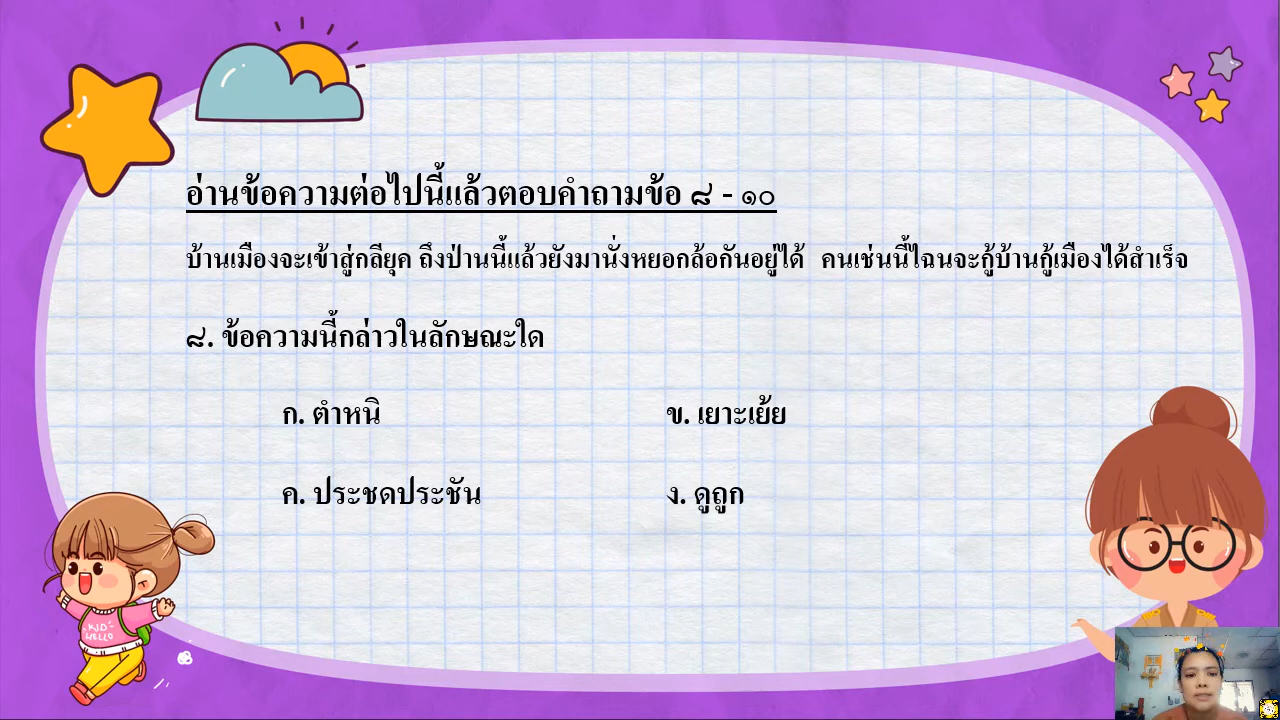 อ่านข้อความต่อไปนี้แล้วตอบคำถามข้อ ๘ - ๑๐
บ้านเมืองจะเข้าสู่กลียุค ถึงป่านนี้แล้วยังมานั่งหยอกล้อกันอยู่ได้ คนเช่นนี้ไฉนจะกู้บ้านกู้เมืองได้สำเร็จ
๘. ข้อความนี้กล่าวในลักษณะใด
ก. ตำหนิ ข. เยาะเย้ย
ค. ประชดประชัน ง. ดูถูก
KID
HELLO